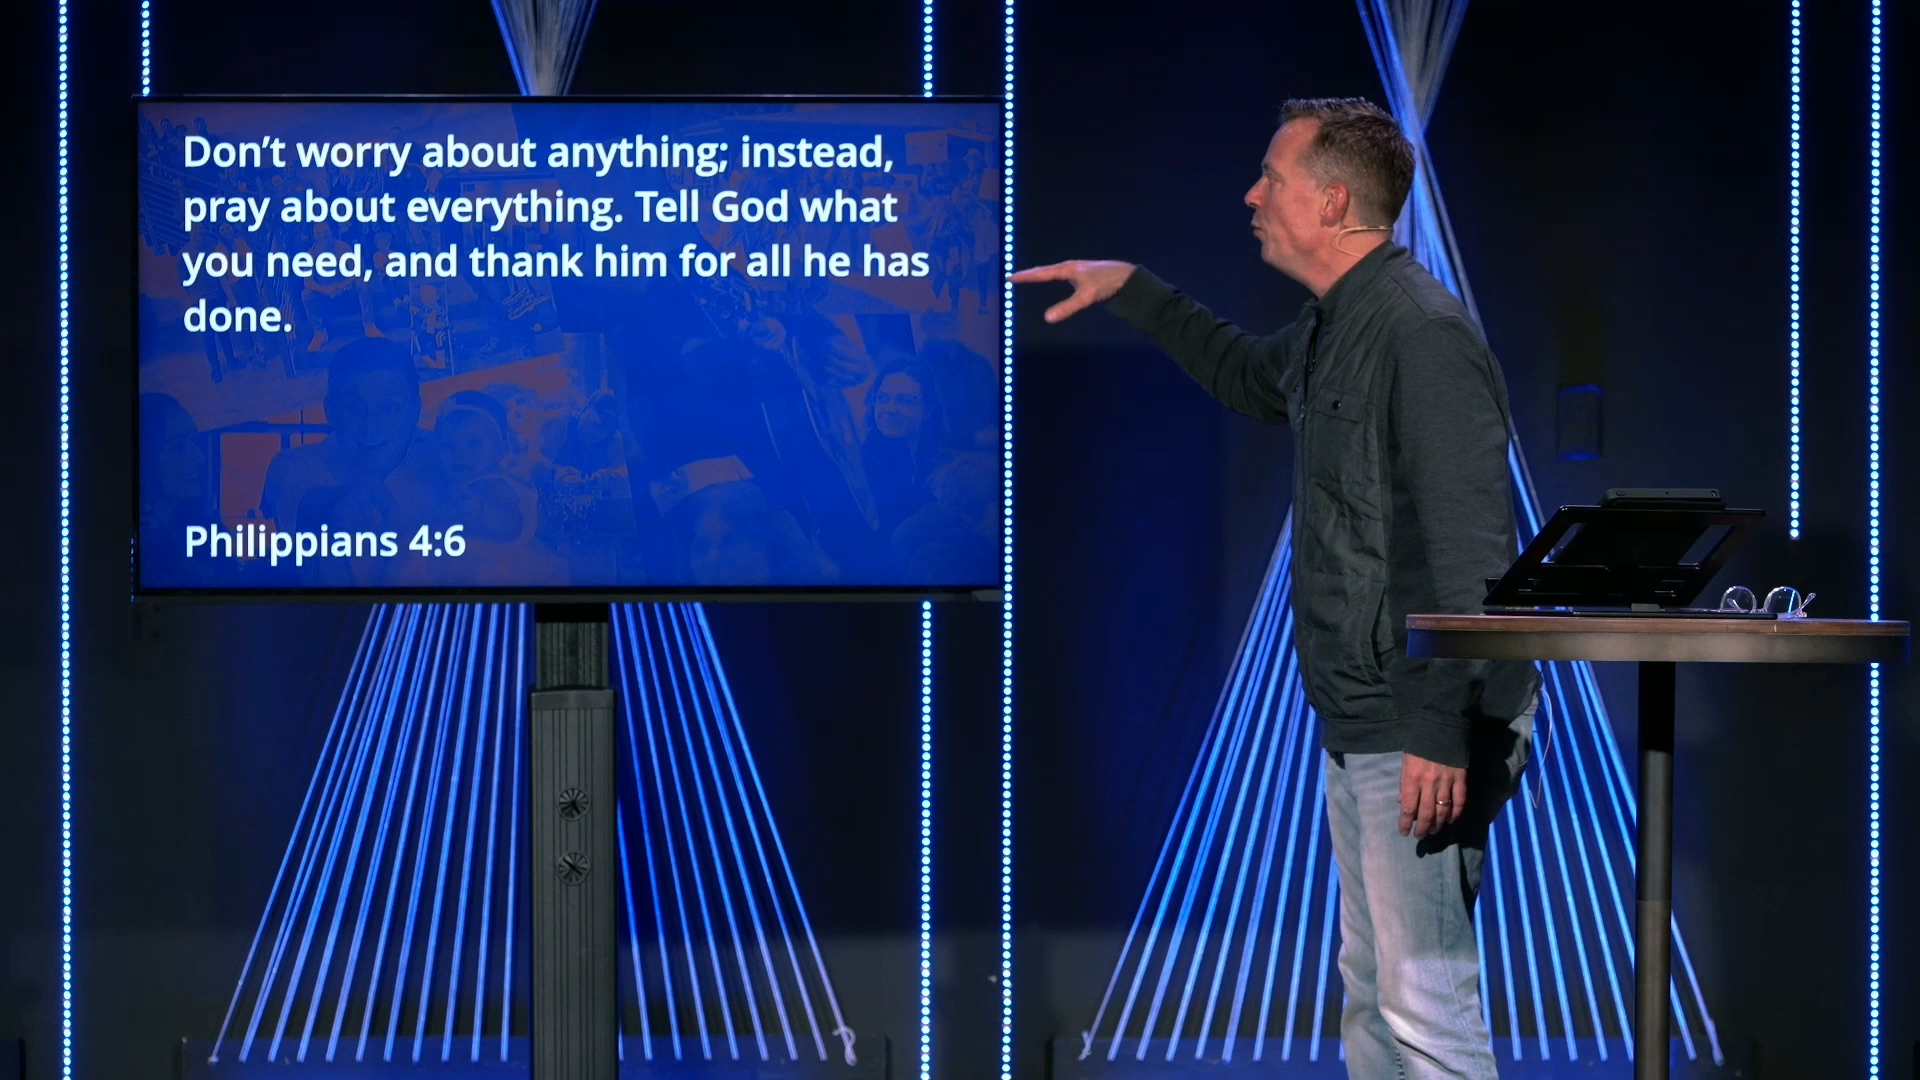 Don’t worry about anything; instead,
pray about everything. Tell God what
you need, and thank him for all he has
done.
Philippians 4:6